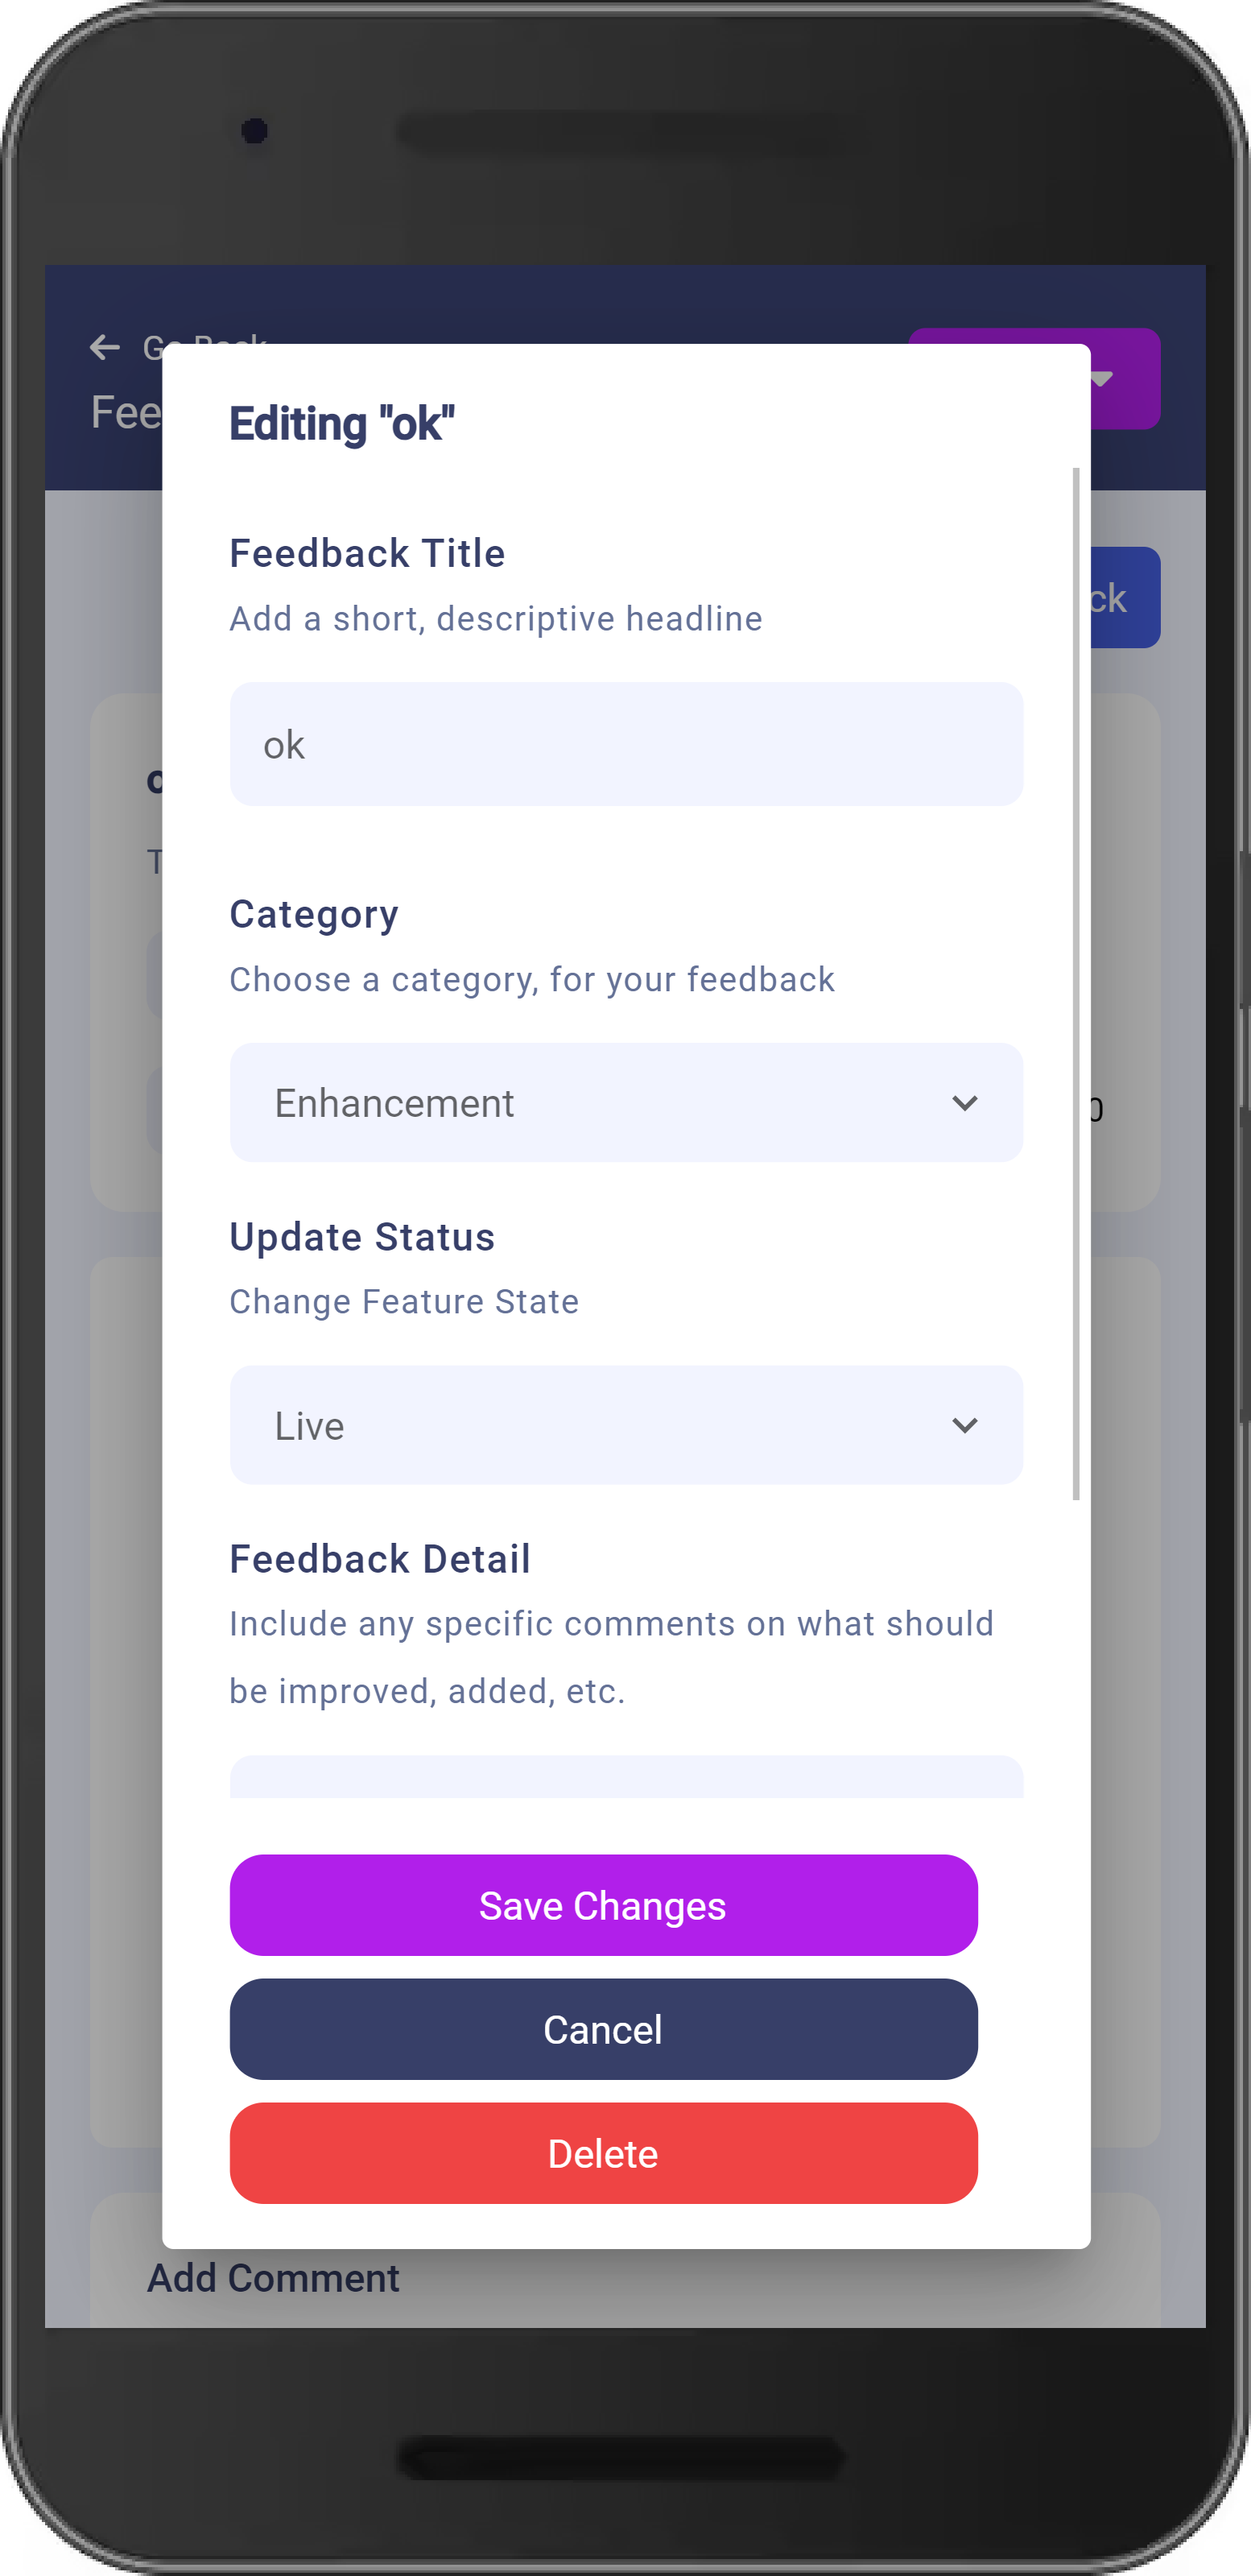 Go Back
Editing "ok"
Feedback Title
Add a short, descriptive headline
ok
Category
Choose a category, for your feedback
Enhancement
0
Update Status
Change Feature State
Live
Feedback Detail
Include any specific comments on what should
be improved, added, etc.
Save Changes
Cancel
Delete
Add Comment